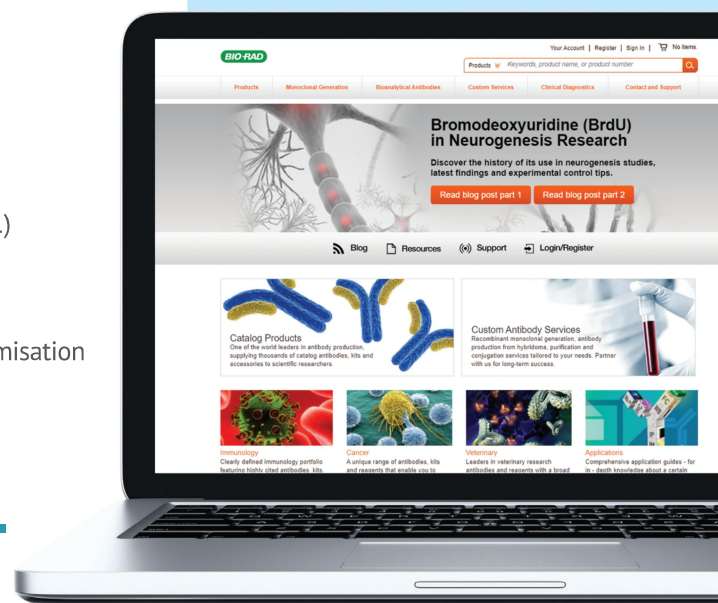 .)
misation
BIO-RAD
Your Account | Register | Sign In | No items.
Products Keywords, product name, or product number
Products Monoclonal Generation Bioanalytical Antibodies Custom Services Clinical Diagnostics Contact and Support
Bromodeoxyuridine (BrdU)
in Neurogenesis Research
Discover the history of its use in neurogenesis studies,
latest findings and experimental control tips.
Read blog post part 1 Read blog post part 2
Blog Resources Support Login/Register
Catalog Products
One of the world leaders in antibody production,
supplying thousands of catalog antibodies, kits and
accessories to scientific researchers.
Custom Antibody Services
Recombinant monoclonal generation, antibody
production from hybridoma, purification and
conjugation services tailored to your needs. Partner
with us for long-term success.
Immunology
Clearly defined immunology portfolio
featuring highly cited antibodies, kits,
Cancer
A unique range of antibodies, kits
and reagents that enable you to
Veterinary
Leaders in veterinary research
antibodies and reagents with a broad
Applications
Comprehensive application guides - for
in - depth knowledge about a certain